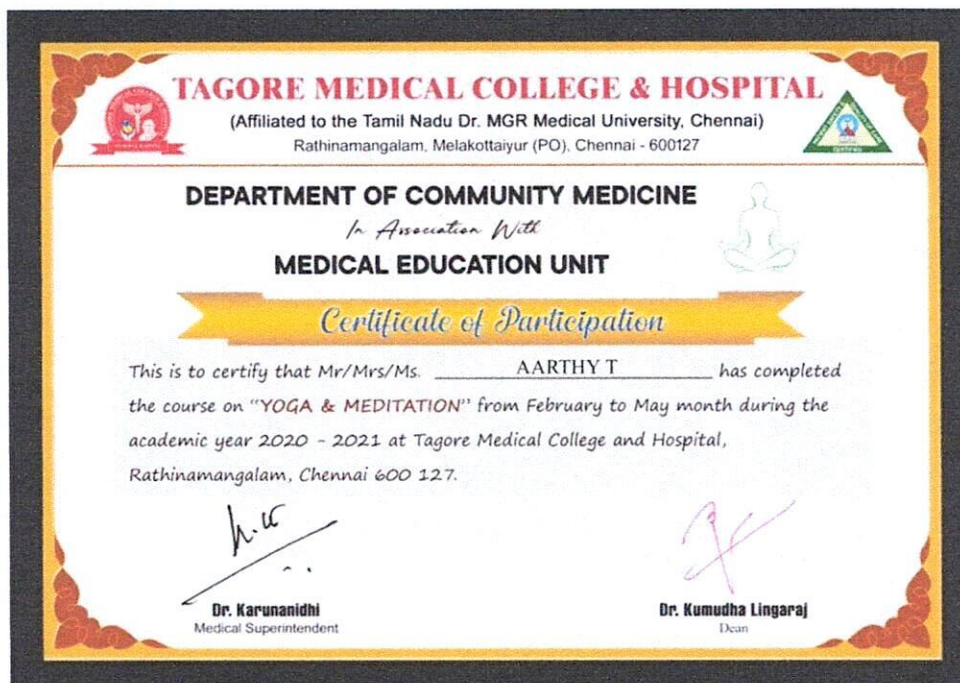 TAGORE MEDICAL COLLEGE & HOSPITAL
(Affiliated to the Tamil Nadu Dr. MGR Medical University, Chennai)
Rathinamangalam, Melakottaiyur (PO), Chennai - 600127
DEPARTMENT OF COMMUNITY MEDICINE
In Association With
MEDICAL EDUCATION UNIT
Certificate of Participation
This is to certify that Mr/Mrs/Ms. AARTHY T has completed
the course on "YOGA & MEDITATION" from February to May month during the
academic year 2020 - 2021 at Tagore Medical College and Hospital,
Rathinamangalam, Chennai 600 127.
Dr. Karunanidhi
Medical Superintendent
Dr. Kumudha Lingaraj
Dean